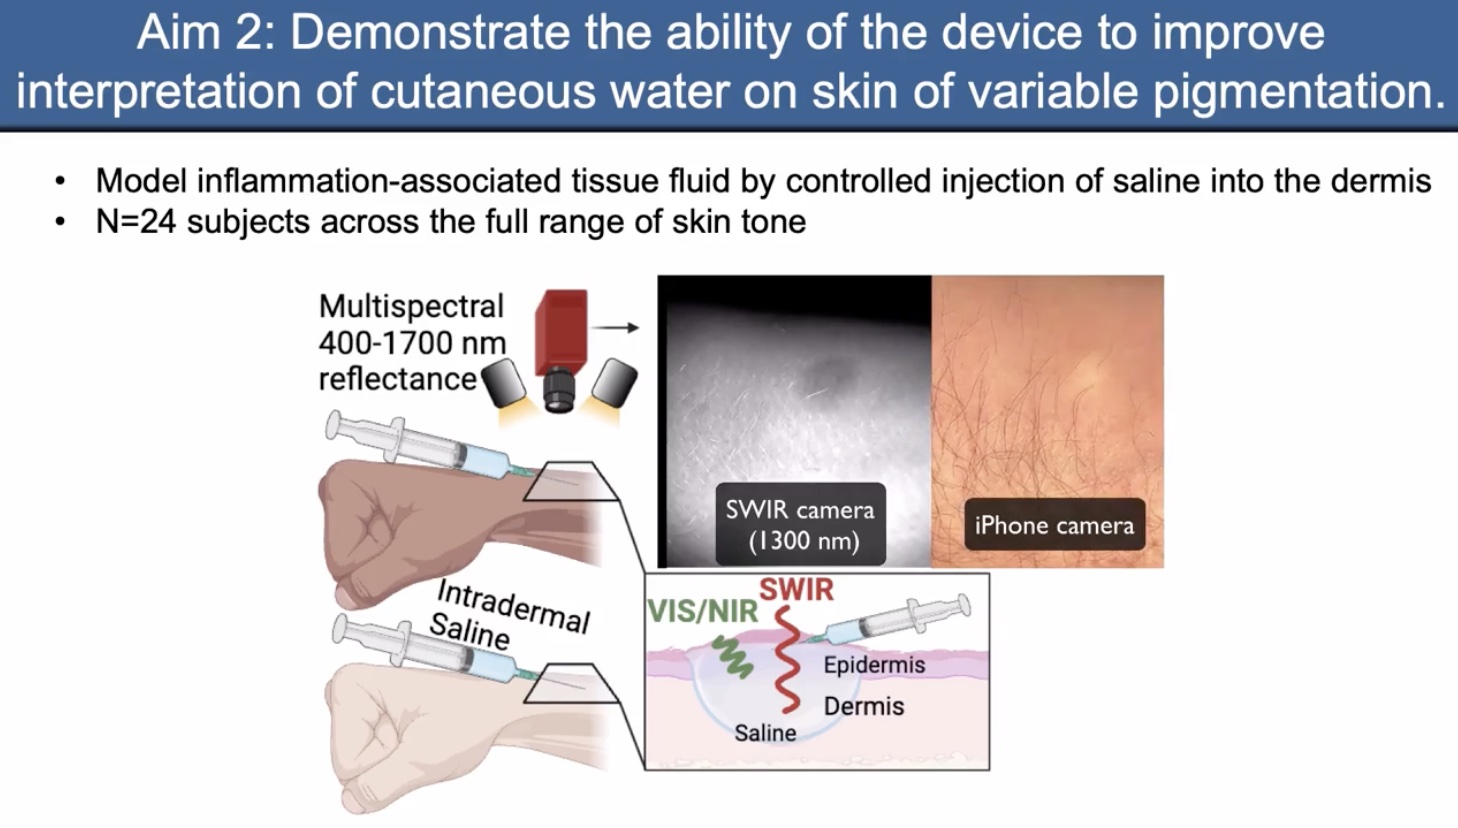 Aim 2: Demonstrate the ability of the device to improve
interpretation of cutaneous water on skin of variable pigmentation.
• Model inflammation-associated tissue fluid by controlled injection of saline into the dermis
• N=24 subjects across the full range of skin tone
Multispectral
400-1700 nm
reflectance
SWIR camera
(1300 nm)
iPhone camera
Intradermal
Saline
SWIR
VIS/NIR
Epidermis
Dermis
Saline